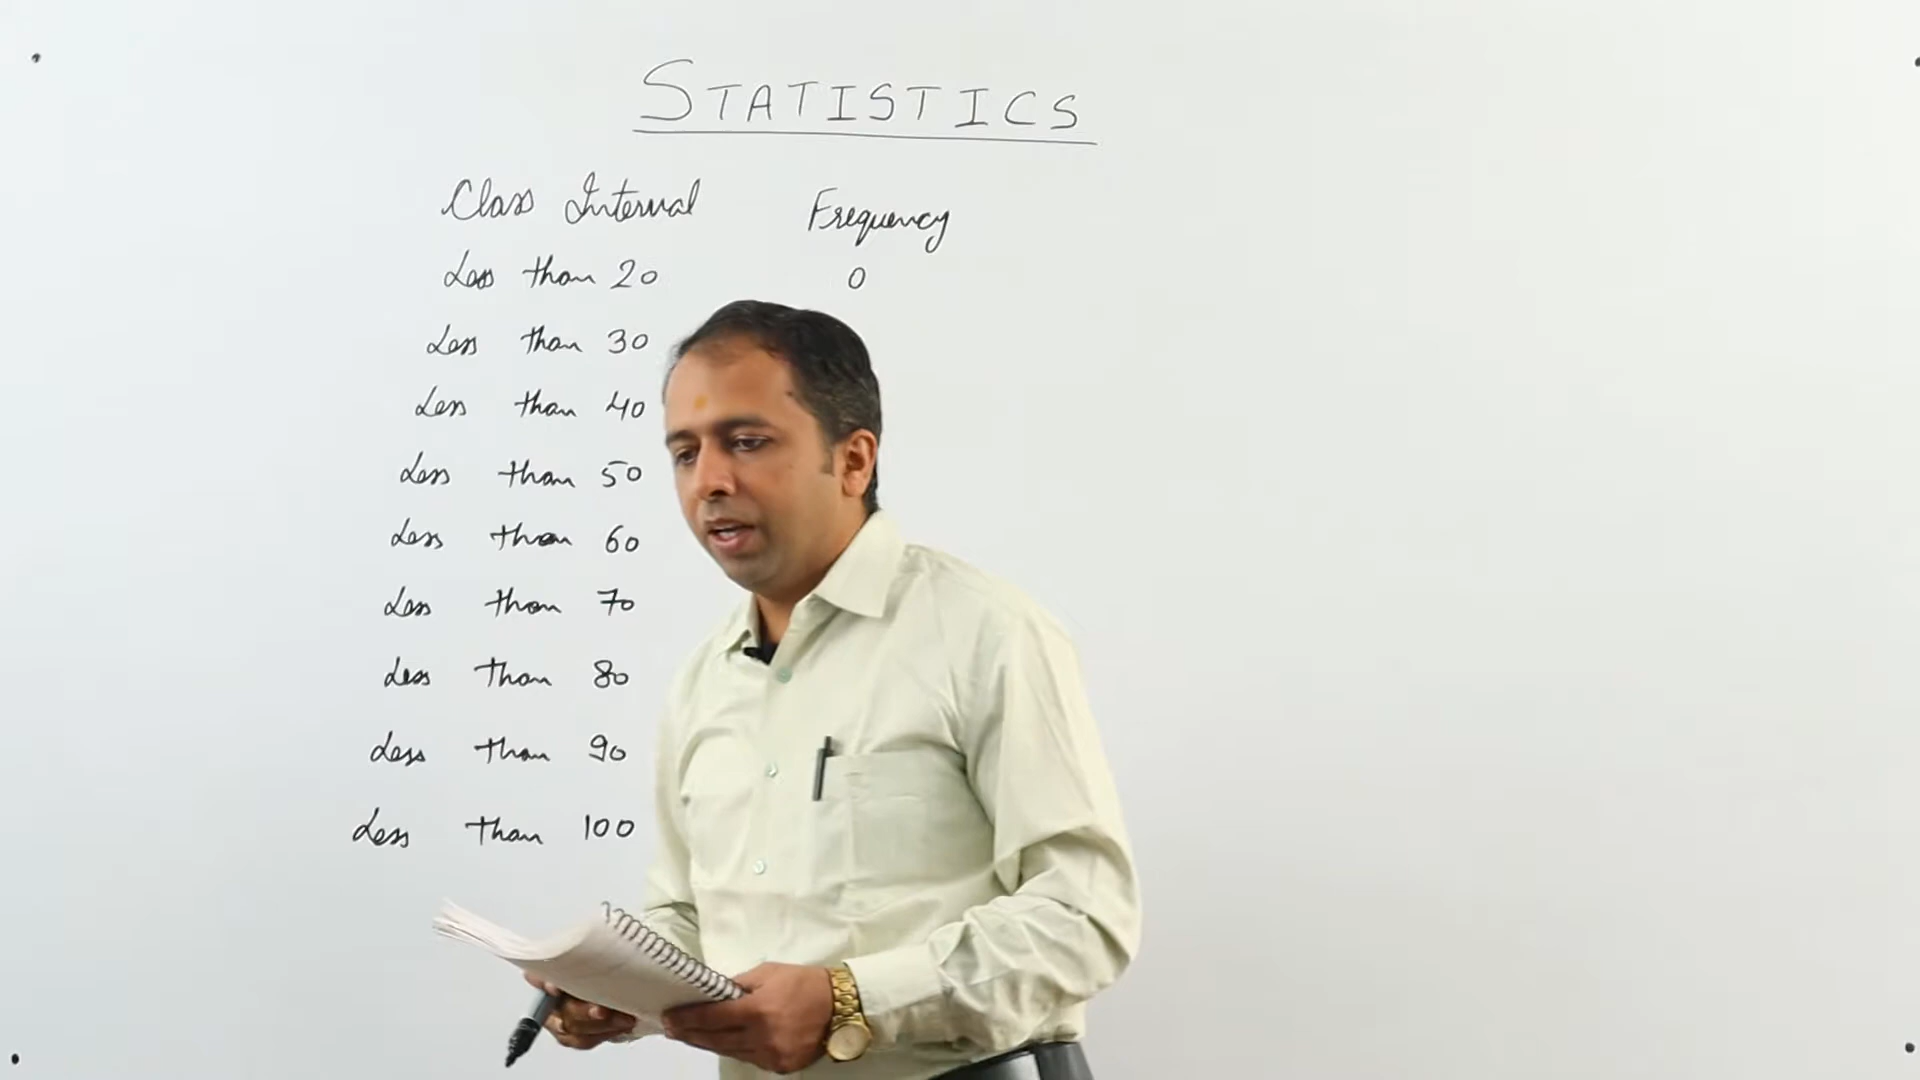 STATISTICS
Class Interval Frequency
Less than 20 0
Less than 30
Less than 40
Less than 50
Less than 60
Less than 70
Less than 80
Less than 90
Less than 100